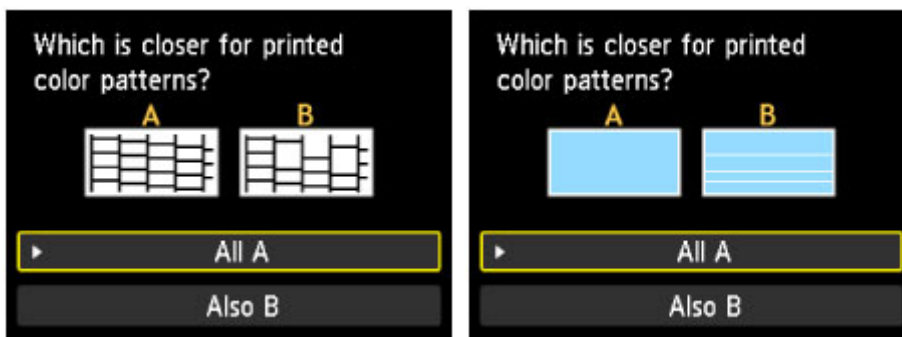 Which is closer for printed
color patterns?
A B
All A
Also B
Which is closer for printed
color patterns?
A B
All A
Also B